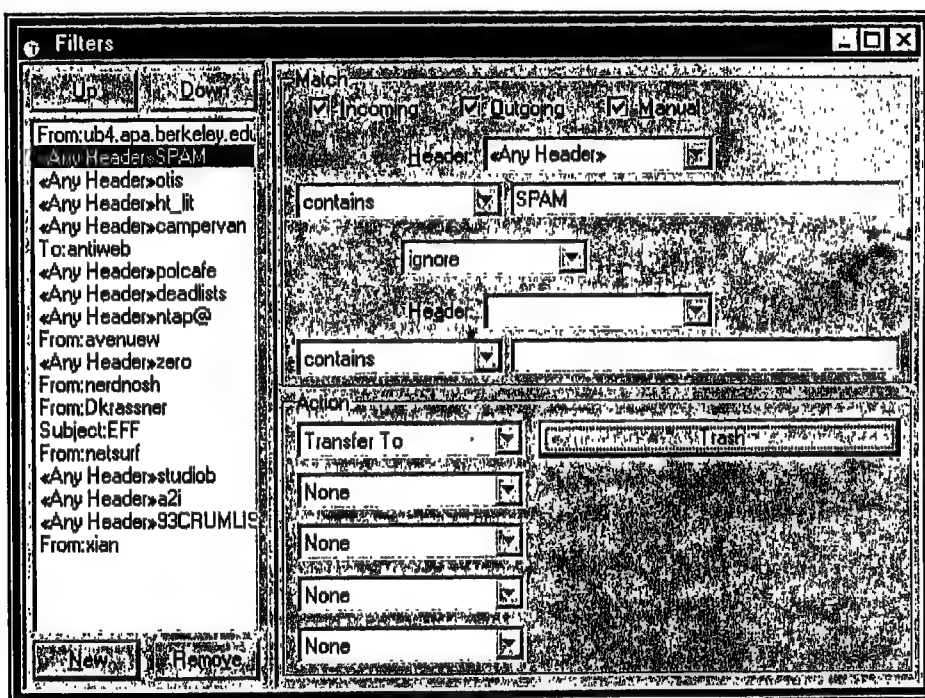 Filters
Up Down
From:ub4.apa.berkeley.edu
«Any Header»SPAM
«Any Header»otis
«Any Header»ht_lit
«Any Header»campervan
To:antiweb
«Any Header»polcafe
«Any Header»deadlists
«Any Header»ntap@
From:avenuew
«Any Header»zero
From:nerdnosh
From:Dkrassner
Subject:EFF
From:netsurf
«Any Header»studiob
«Any Header»a2i
«Any Header»93CRUMLIS
From:xian
New Remove
Match
Incoming Outgoing Manual
Header: «Any Header»
contains SPAM
ignore
Header:
contains
Action
Transfer To Trash
None
None
None
None